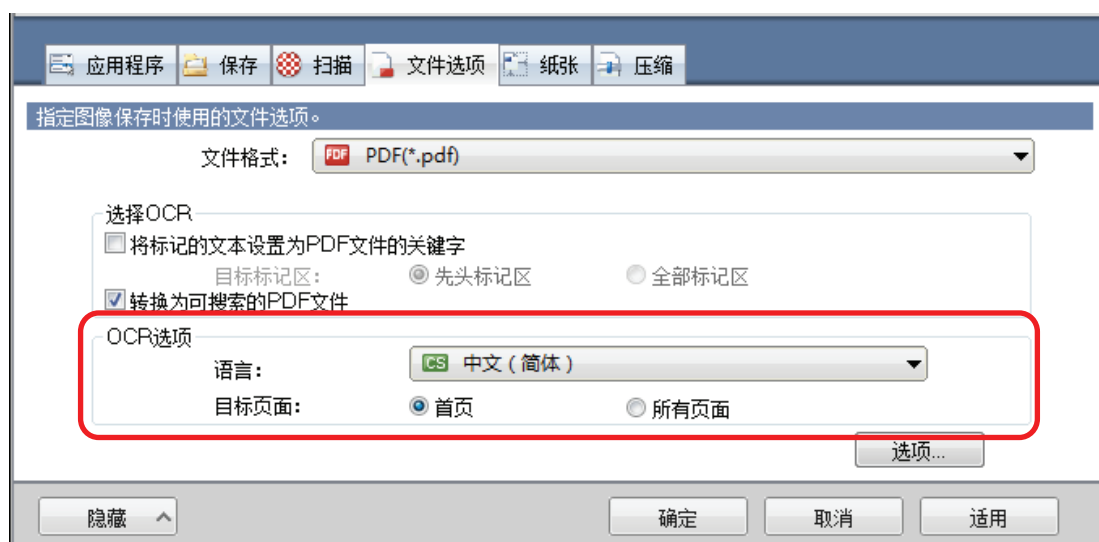 应用程序 保存 扫描 文件选项 纸张 压缩
指定图像保存时使用的文件选项。
文件格式: PDF PDF(*.pdf)
选择OCR
将标记的文本设置为PDF文件的关键字
目标标记区: 先头标记区 全部标记区
转换为可搜索的PDF文件
OCR选项
语言: CS 中文(简体)
目标页面: 首页 所有页面
选项...
隐藏 确定 取消 适用